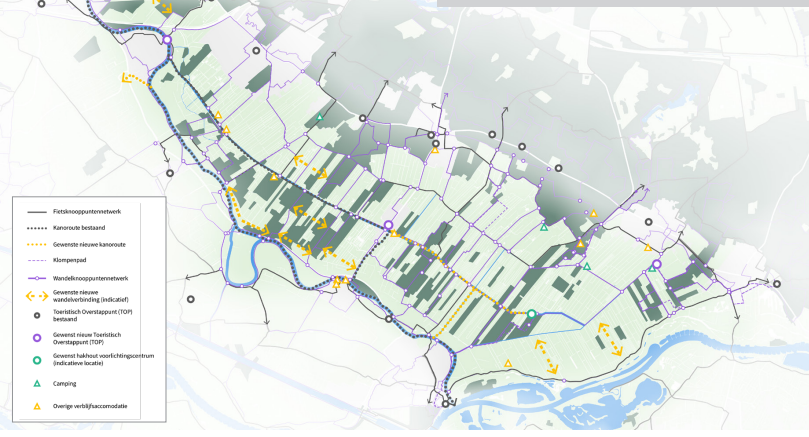 Fietsknooppuntennetwerk
Kanoroute bestaand
Gewenste nieuwe kanoroute
Klompenpad
Wandelknooppuntennetwerk
Gewenste nieuwe
wandelverbinding (indicatief)
Toeristisch Overstappunt (TOP)
bestaand
Gewenst nieuw Toeristisch
Overstappunt (TOP)
Gewenst hakhout voorlichtingscentrum
(indicatieve locatie)
Camping
Overige verblijfsaccomodatie